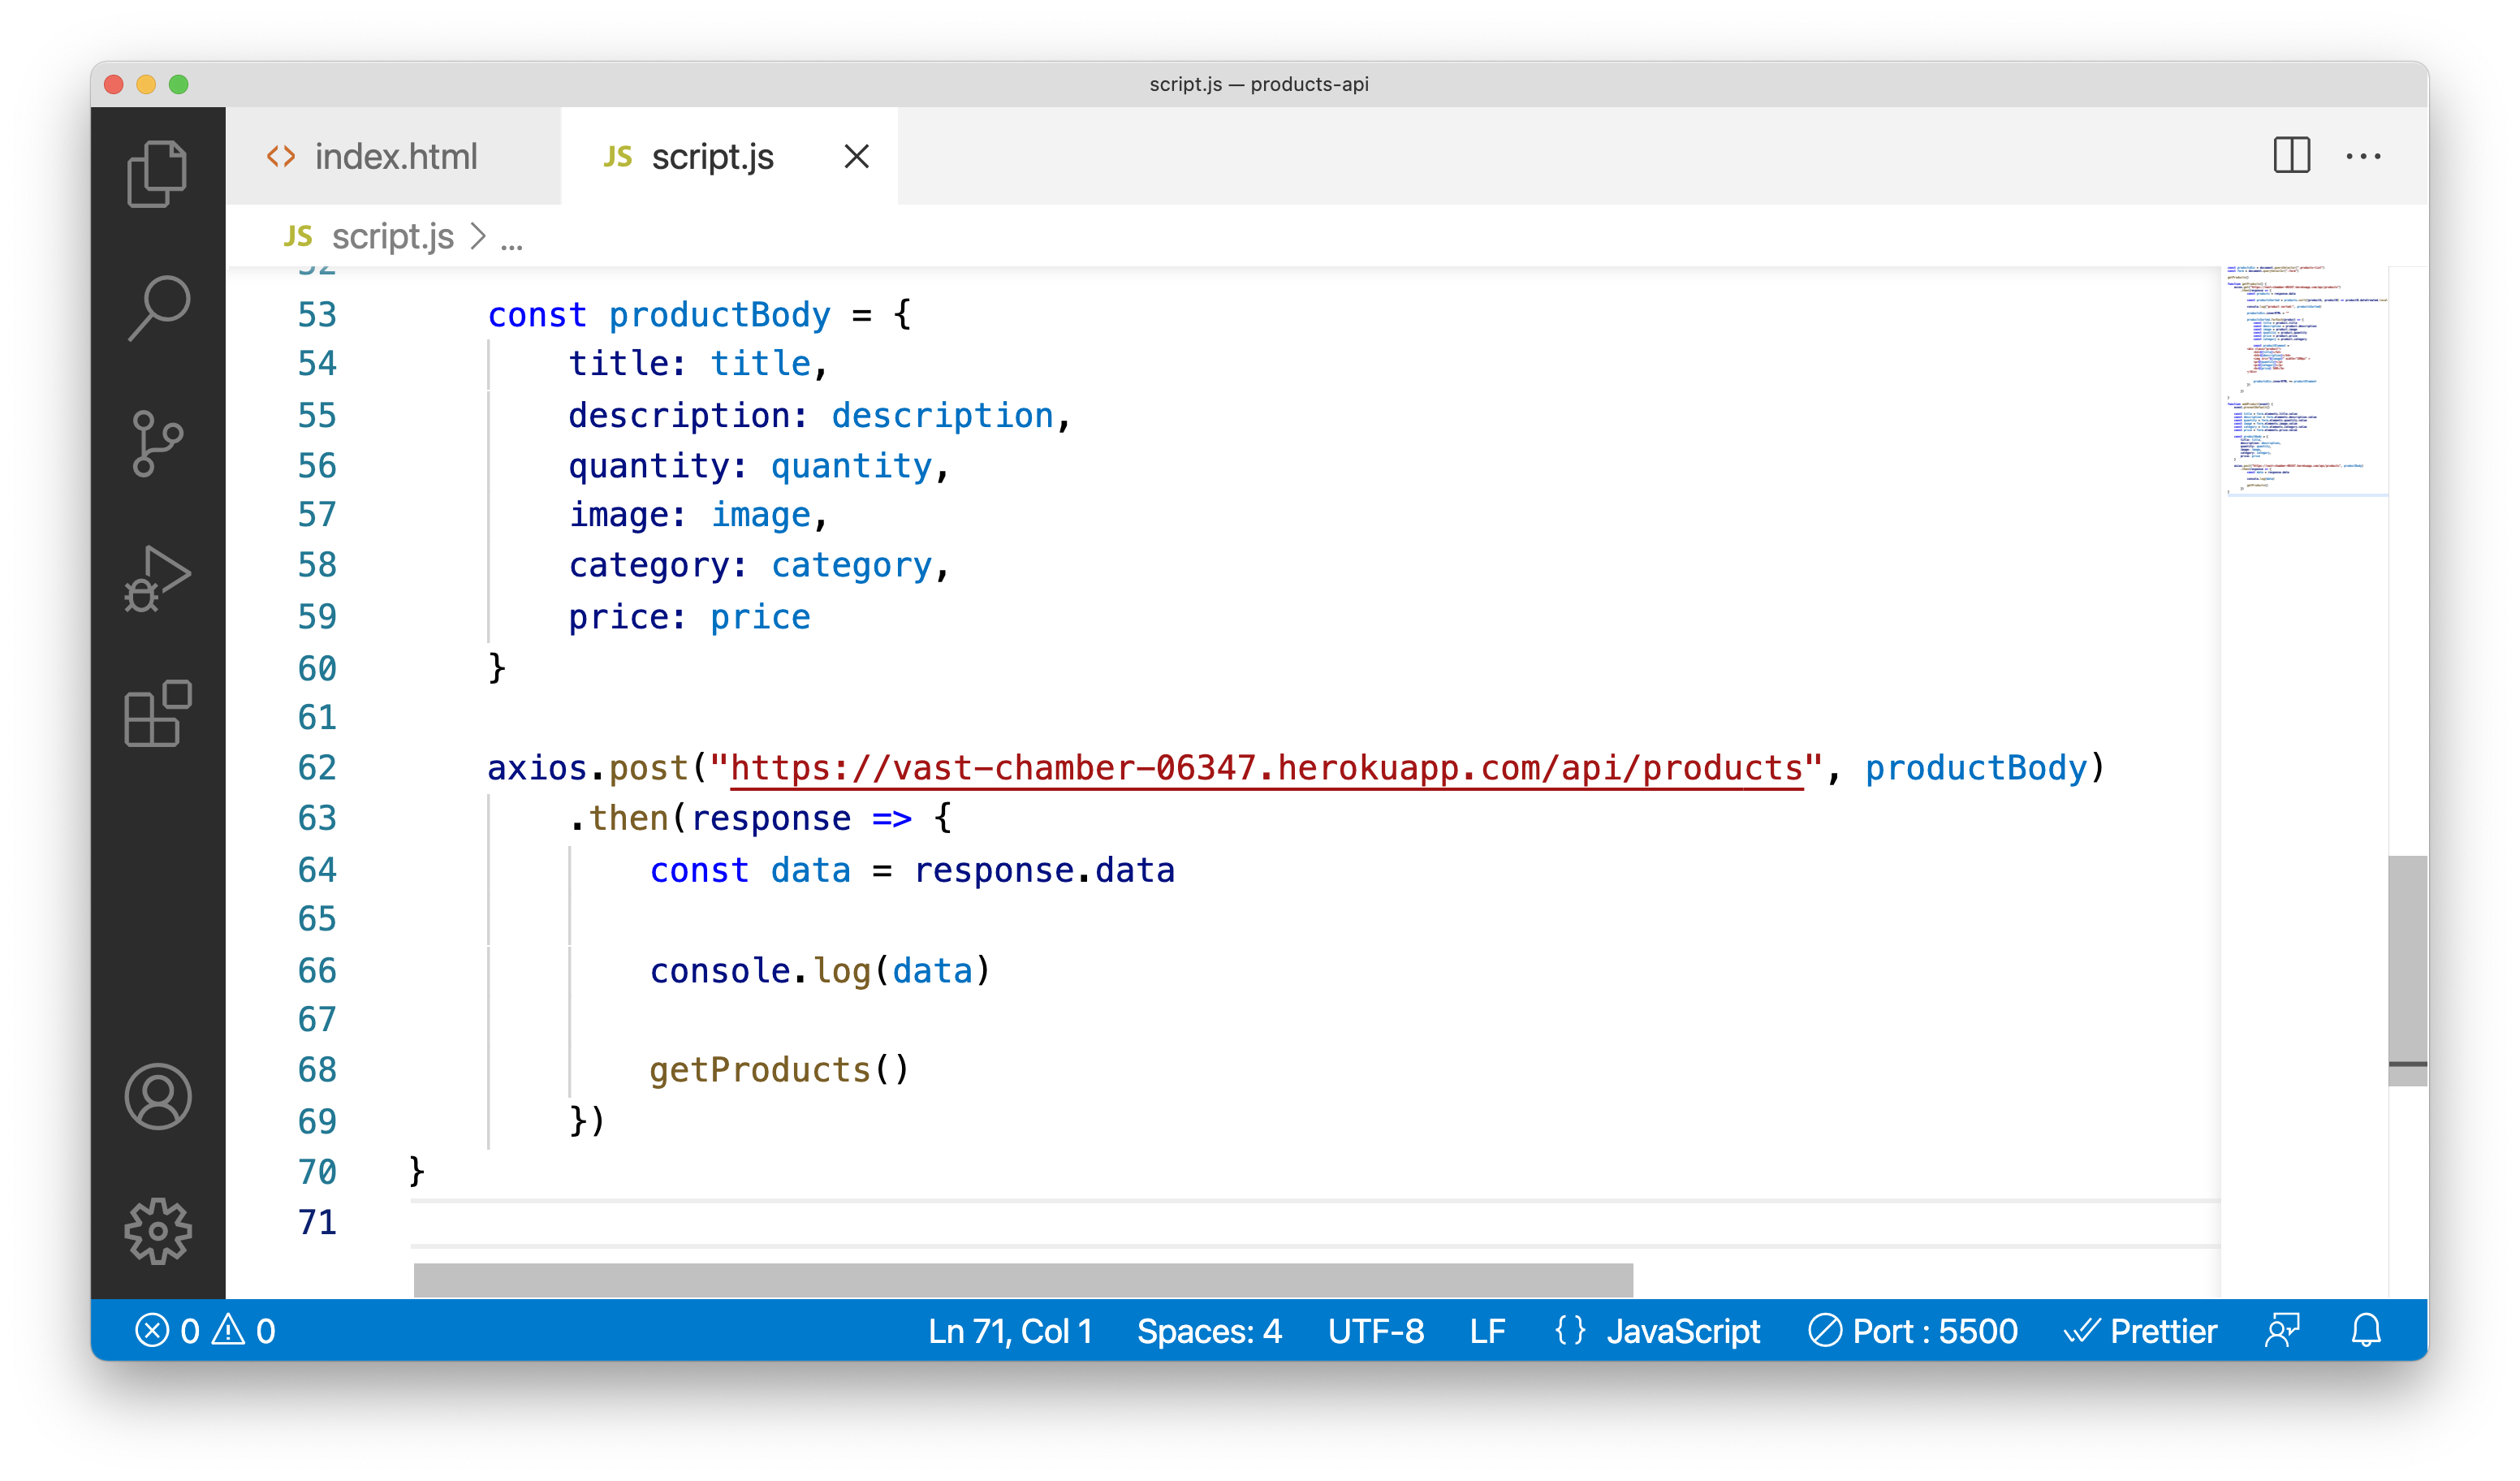 script.js — products-api
index.html
JS script.js
JS script.js > ...
52
53 const productBody = {
54 title: title,
55 description: description,
56 quantity: quantity,
57 image: image,
58 category: category,
59 price: price
60 }
61
62 axios.post("https://vast-chamber-06347.herokuapp.com/api/products", productBody)
63 .then(response => {
64 const data = response.data
65
66 console.log(data)
67
68 getProducts()
69 })
70 }
71
0 0 Ln 71, Col 1 Spaces: 4 UTF-8 LF {} JavaScript Port : 5500 Prettier